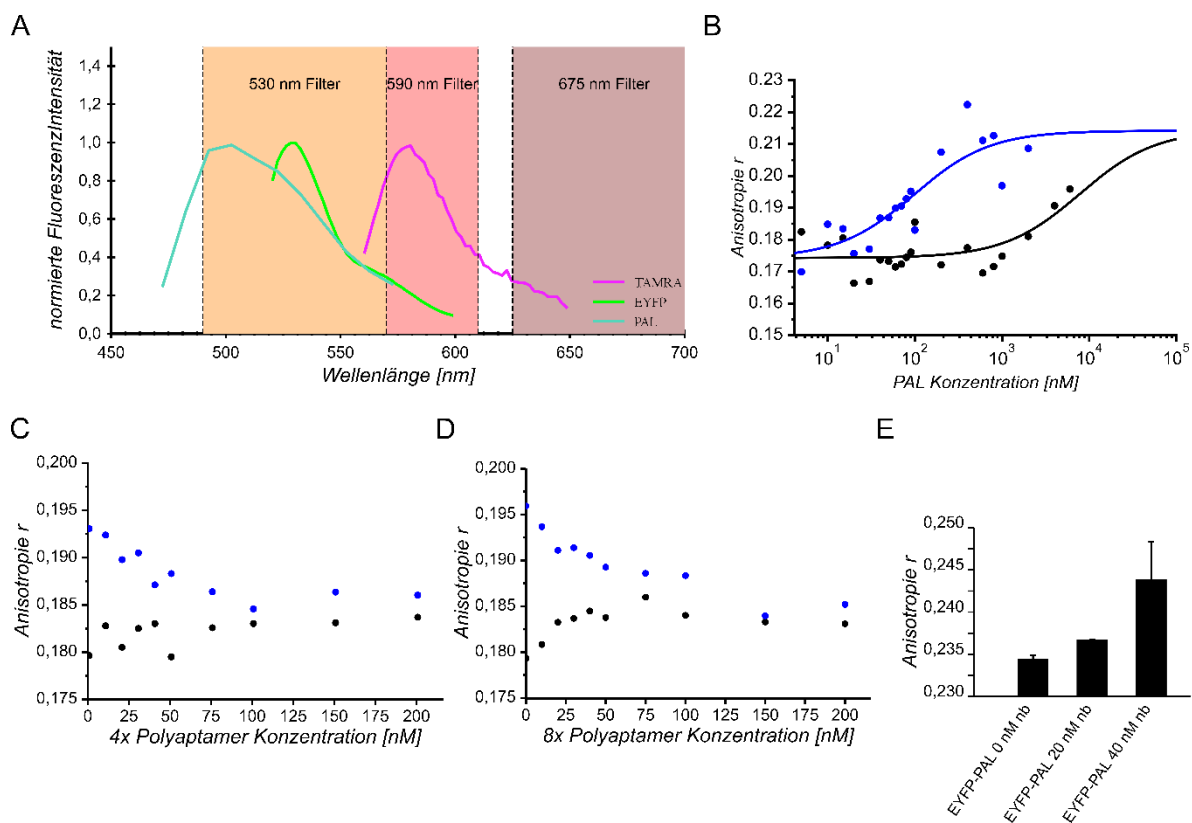 A
normierte FluoreszenzIntensität
1,4
1,2
1,0
0,8
0,6
0,4
0,2
0,0
530 nm Filter
590 nm Filter
675 nm Filter
TAMRA
EYFP
PAL
450
500
550
600
650
700
Wellenlänge [nm]
B
Anisotropie r
0.23
0.22
0.21
0.20
0.19
0.18
0.17
0.16
0.15
10¹
10²
10³
10⁴
10⁵
PAL Konzentration [nM]
C
Anisotropie r
0,200
0,195
0,190
0,185
0,180
0,175
0
25
50
75
100
125
150
175
200
4x Polyaptamer Konzentration [nM]
D
Anisotropie r
0,200
0,195
0,190
0,185
0,180
0,175
0
25
50
75
100
125
150
175
200
8x Polyaptamer Konzentration [nM]
E
Anisotropie r
0,250
0,245
0,240
0,235
0,230
EYFP-PAL 0 nM nb
EYFP-PAL 20 nM nb
EYFP-PAL 40 nM nb